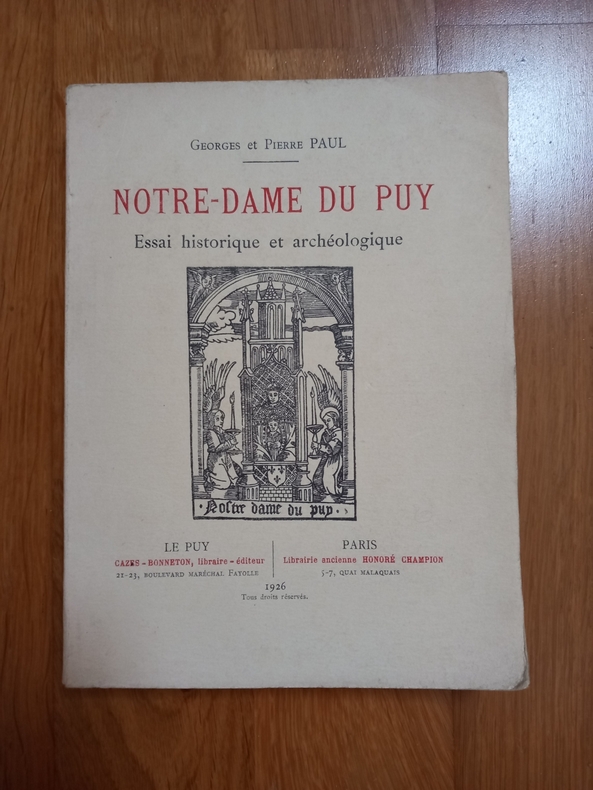 Georges et Pierre PAUL
NOTRE-DAME DU PUY
Essai historique et archéologique
Nostre dame du puy
LE PUY
CAZES-BONNETON, libraire-éditeur
21-23, BOULEVARD MARÉCHAL FAYOLLE
PARIS
Librairie ancienne HONORÉ CHAMPION
5-7, QUAI MALAQUAIS
1926
Tous droits réservés.